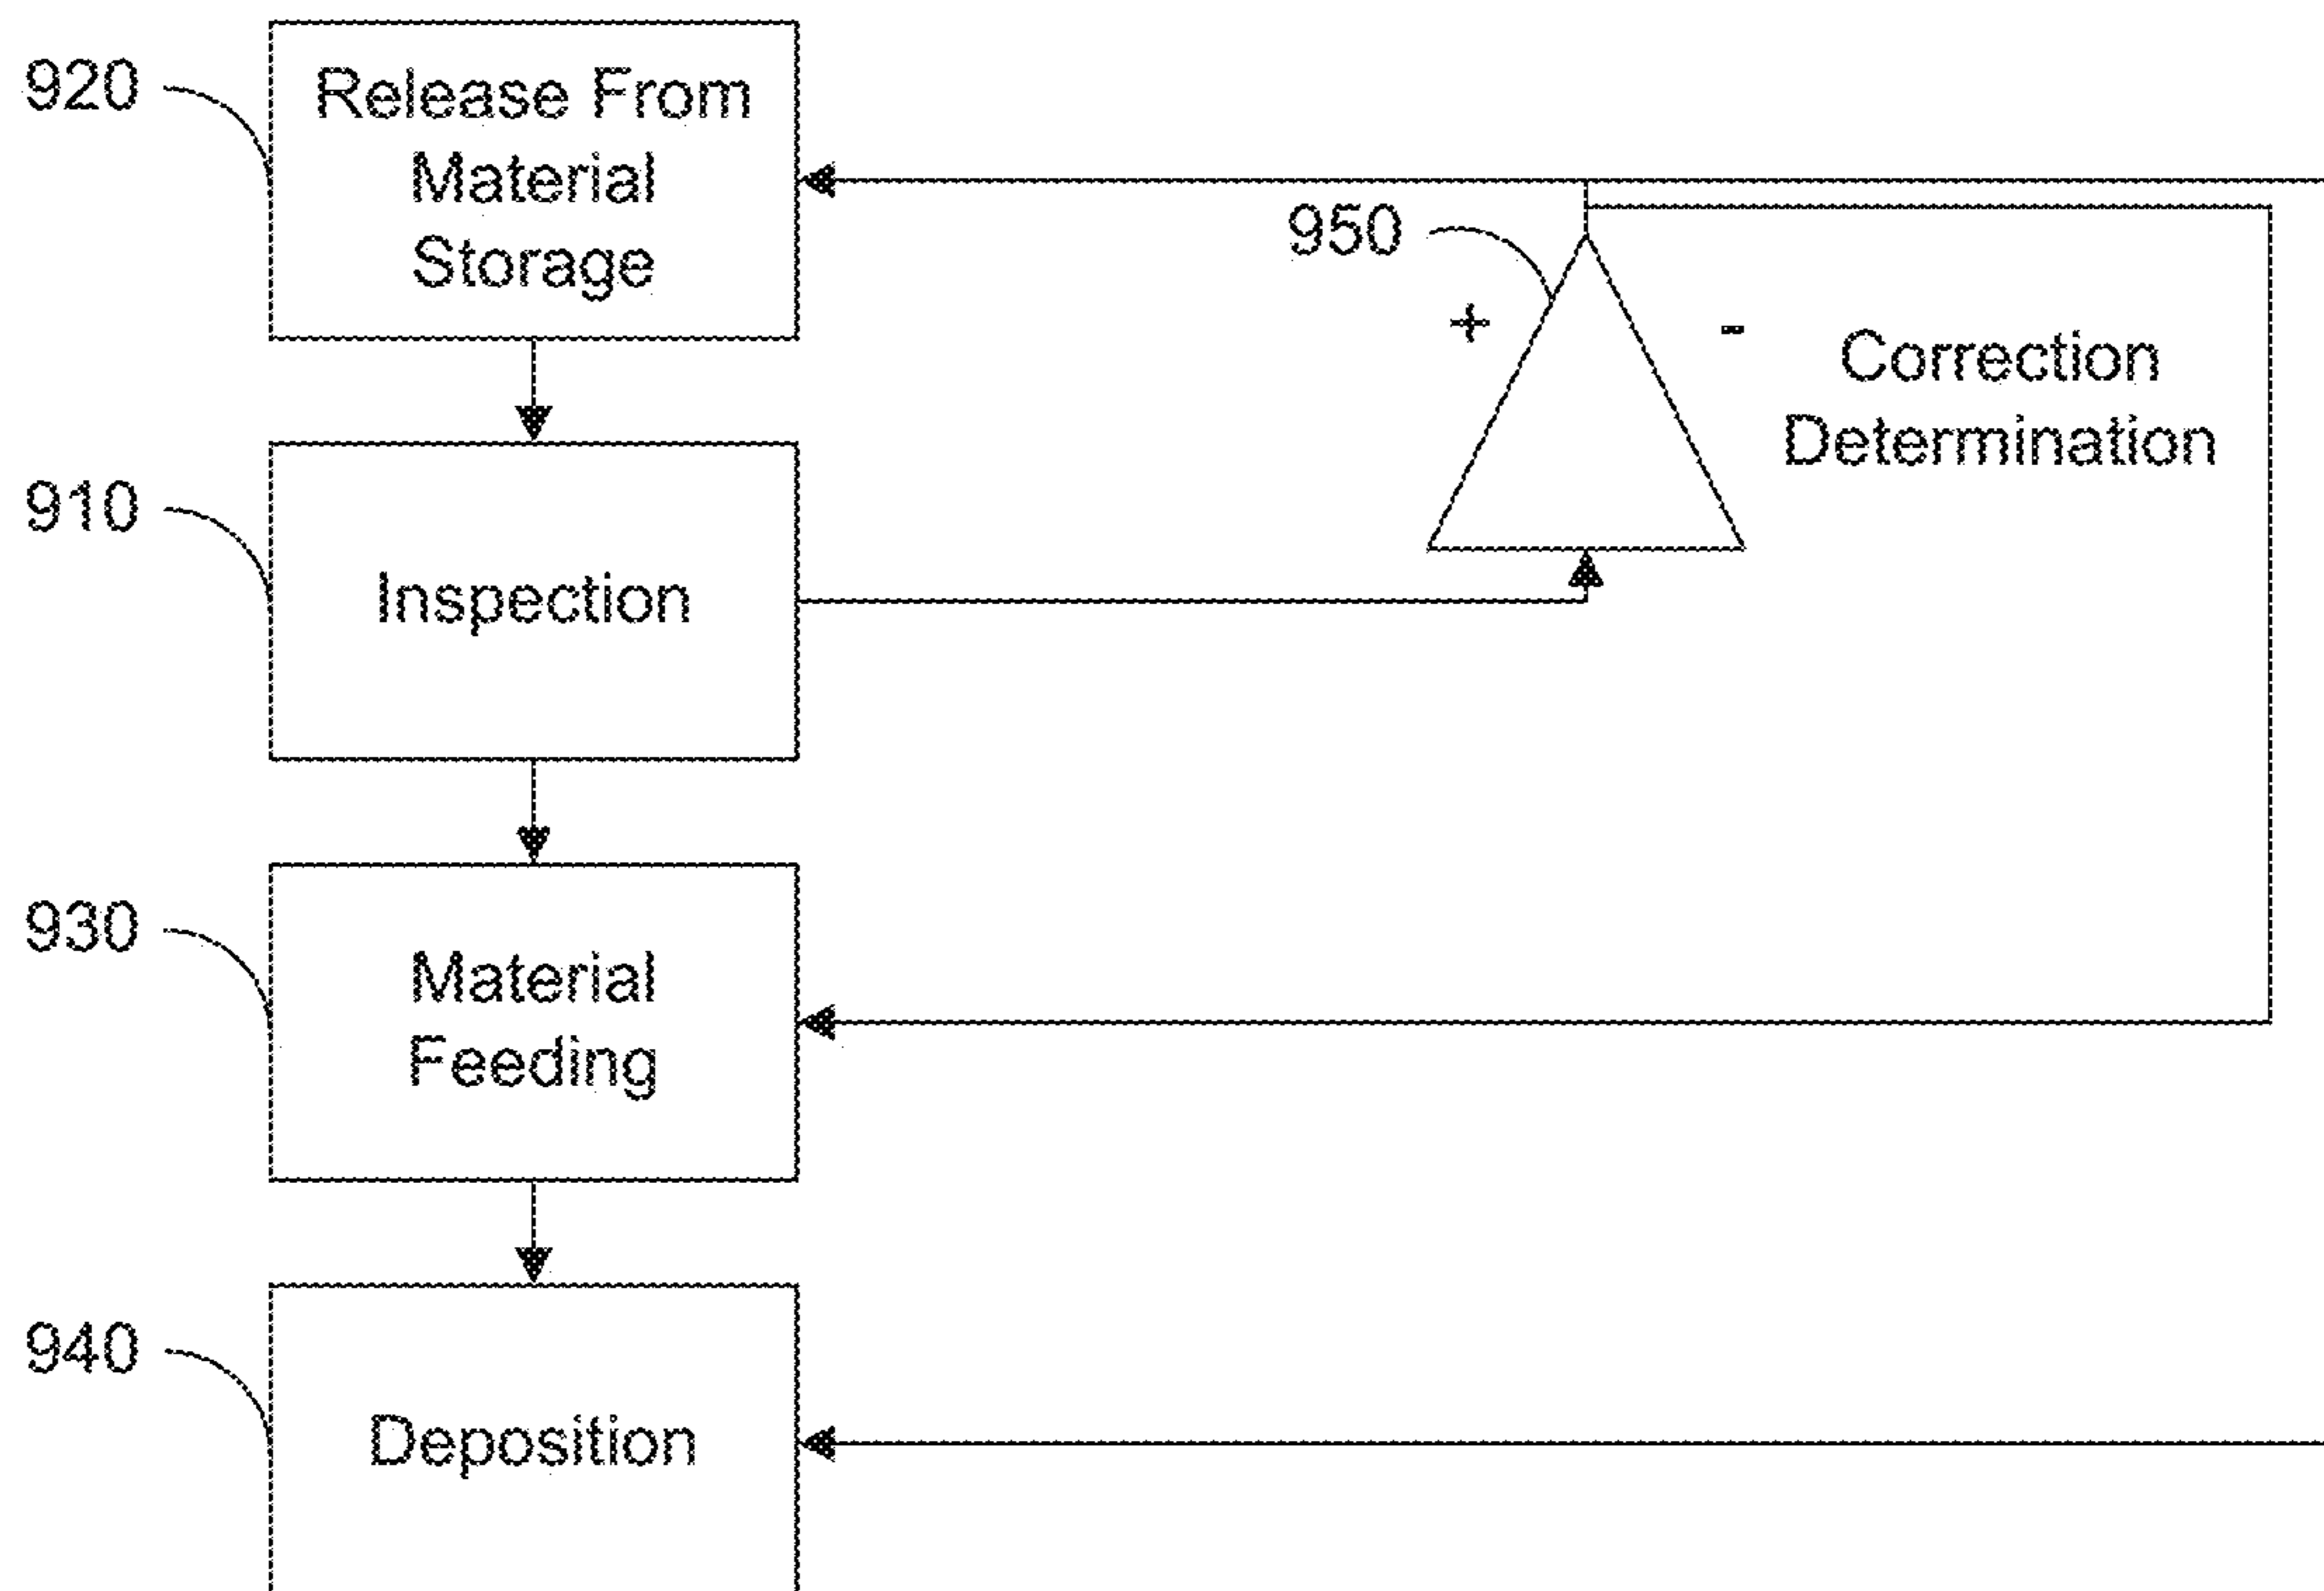 920
Release From
Material
Storage
950
+
-
Correction
Determination
910
Inspection
930
Material
Feeding
940
Deposition